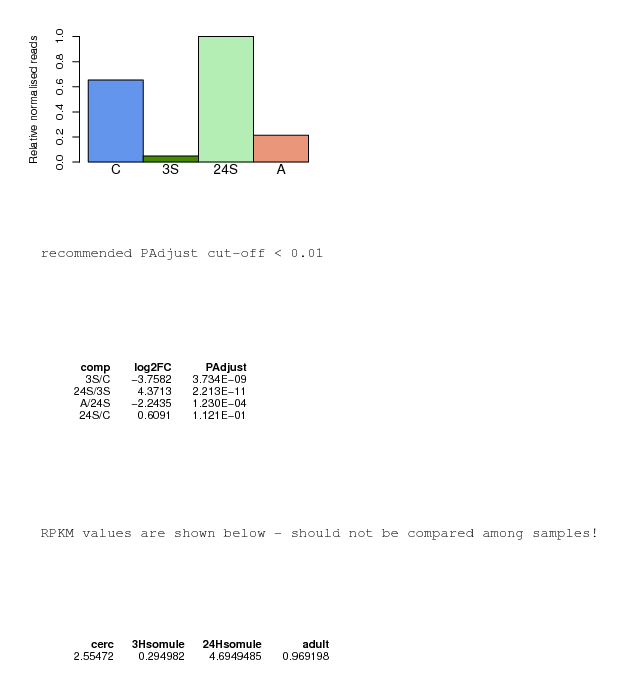 Relative normalised reads
1.0
0.8
0.6
0.4
0.2
0.0
C 3S 24S A
recommended PAdjust cut-off < 0.01
comp log2FC PAdjust
3S/C −3.7582 3.734E−09
24S/3S 4.3713 2.213E−11
A/24S −2.2435 1.230E−04
24S/C 0.6091 1.121E−01
RPKM values are shown below - should not be compared among samples!
cerc 3Hsomule 24Hsomule adult
2.55472 0.294982 4.6949485 0.969198